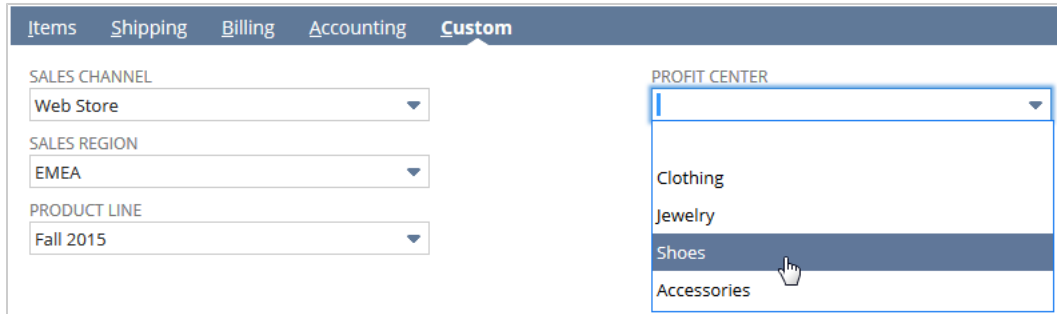 Items Shipping Billing Accounting Custom
SALES CHANNEL
Web Store
SALES REGION
EMEA
PRODUCT LINE
Fall 2015
PROFIT CENTER
Clothing
Jewelry
Shoes
Accessories